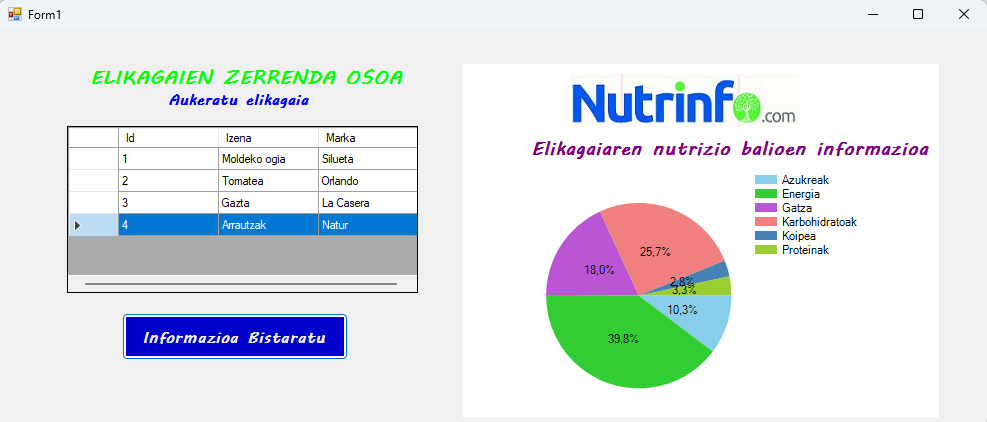 Form1
ELIKAGAIEN ZERRENDA OSOA
Aukeratu elikagaia
Id Izena Marka
1 Moldeko ogia Silueta
2 Tomatea Orlando
3 Gazta La Casera
4 Arrautzak Natur
Informazioa Bistaratu
Nutrinfo.com
Elikagaiaren nutrizio balioen informazioa
Azukreak
Energia
Gatza
Karbohidratoak
Koipea
Proteinak
25,7%
18,0%
2,8%
3,3%
10,3%
39,8%